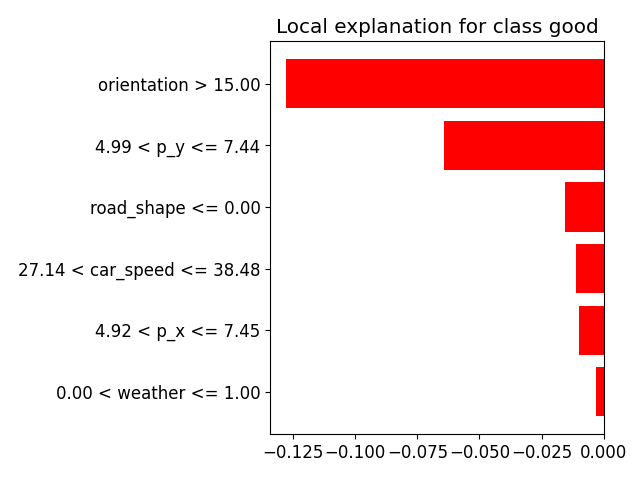 Local explanation for class good
orientation > 15.00
4.99 < p_y <= 7.44
road_shape <= 0.00
27.14 < car_speed <= 38.48
4.92 < p_x <= 7.45
0.00 < weather <= 1.00
−0.125 −0.100 −0.075 −0.050 −0.025 0.000